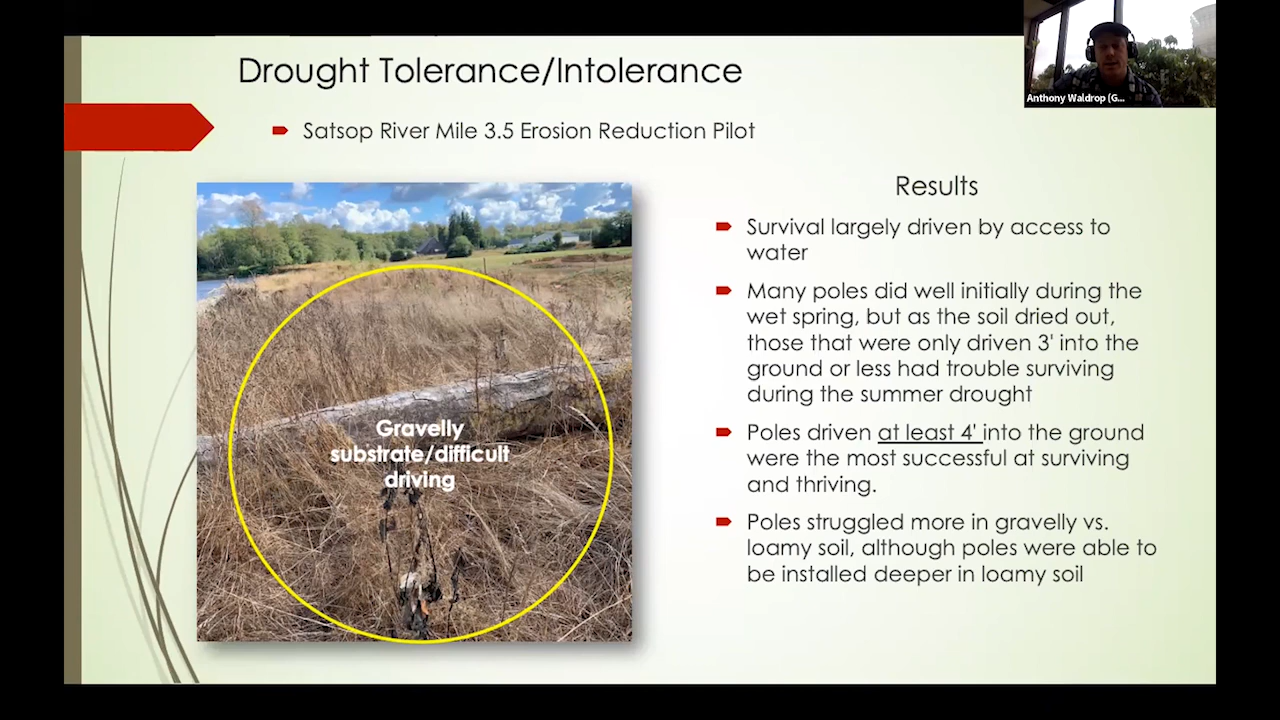 Drought Tolerance/Intolerance
Anthony Waldrop (G...
Satsop River Mile 3.5 Erosion Reduction Pilot
Gravelly
substrate/difficult
driving
Results
Survival largely driven by access to
water
Many poles did well initially during the
wet spring, but as the soil dried out,
those that were only driven 3' into the
ground or less had trouble surviving
during the summer drought
Poles driven at least 4' into the ground
were the most successful at surviving
and thriving.
Poles struggled more in gravelly vs.
loamy soil, although poles were able to
be installed deeper in loamy soil